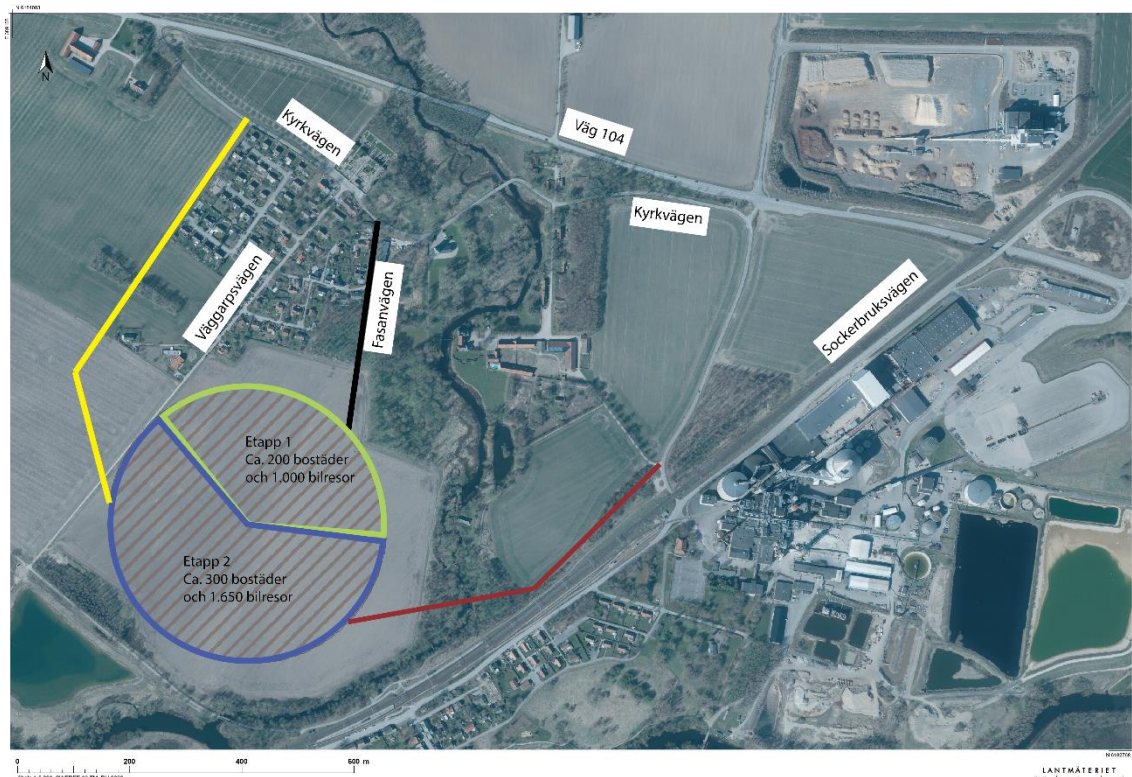 N
Kyrkvägen
Väg 104
Kyrkvägen
Väggarpsvägen
Fasanvägen
Sockerbruksvägen
Etapp 1
Ca. 200 bostäder
och 1.000 bilresor
Etapp 2
Ca. 300 bostäder
och 1.650 bilresor
0 200 400 600 m
LANTMÄTERIET